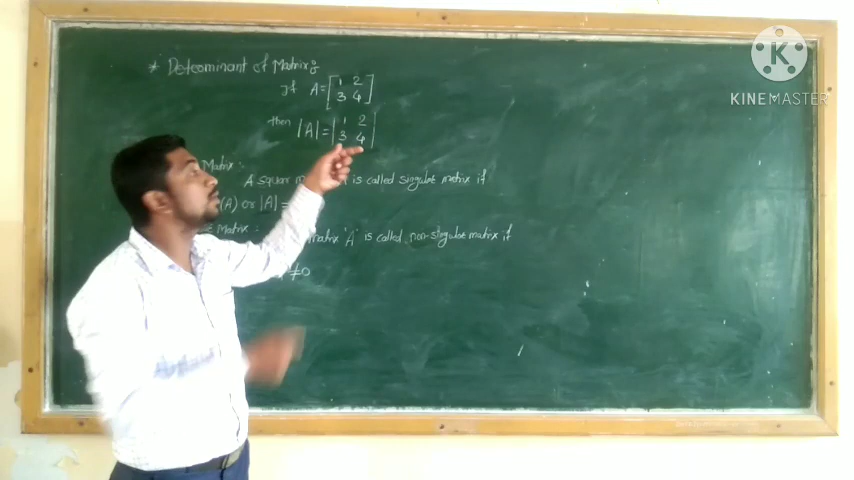 * Determinant of Matrix:
If A = [1 2
3 4]
then |A| = |1 2
3 4|
Matrix :-
A squar is called singular matrix if
(A) or |A| =
Matrix :
matrix 'A' is called non-singular matrix if
≠0
KINEMASTER